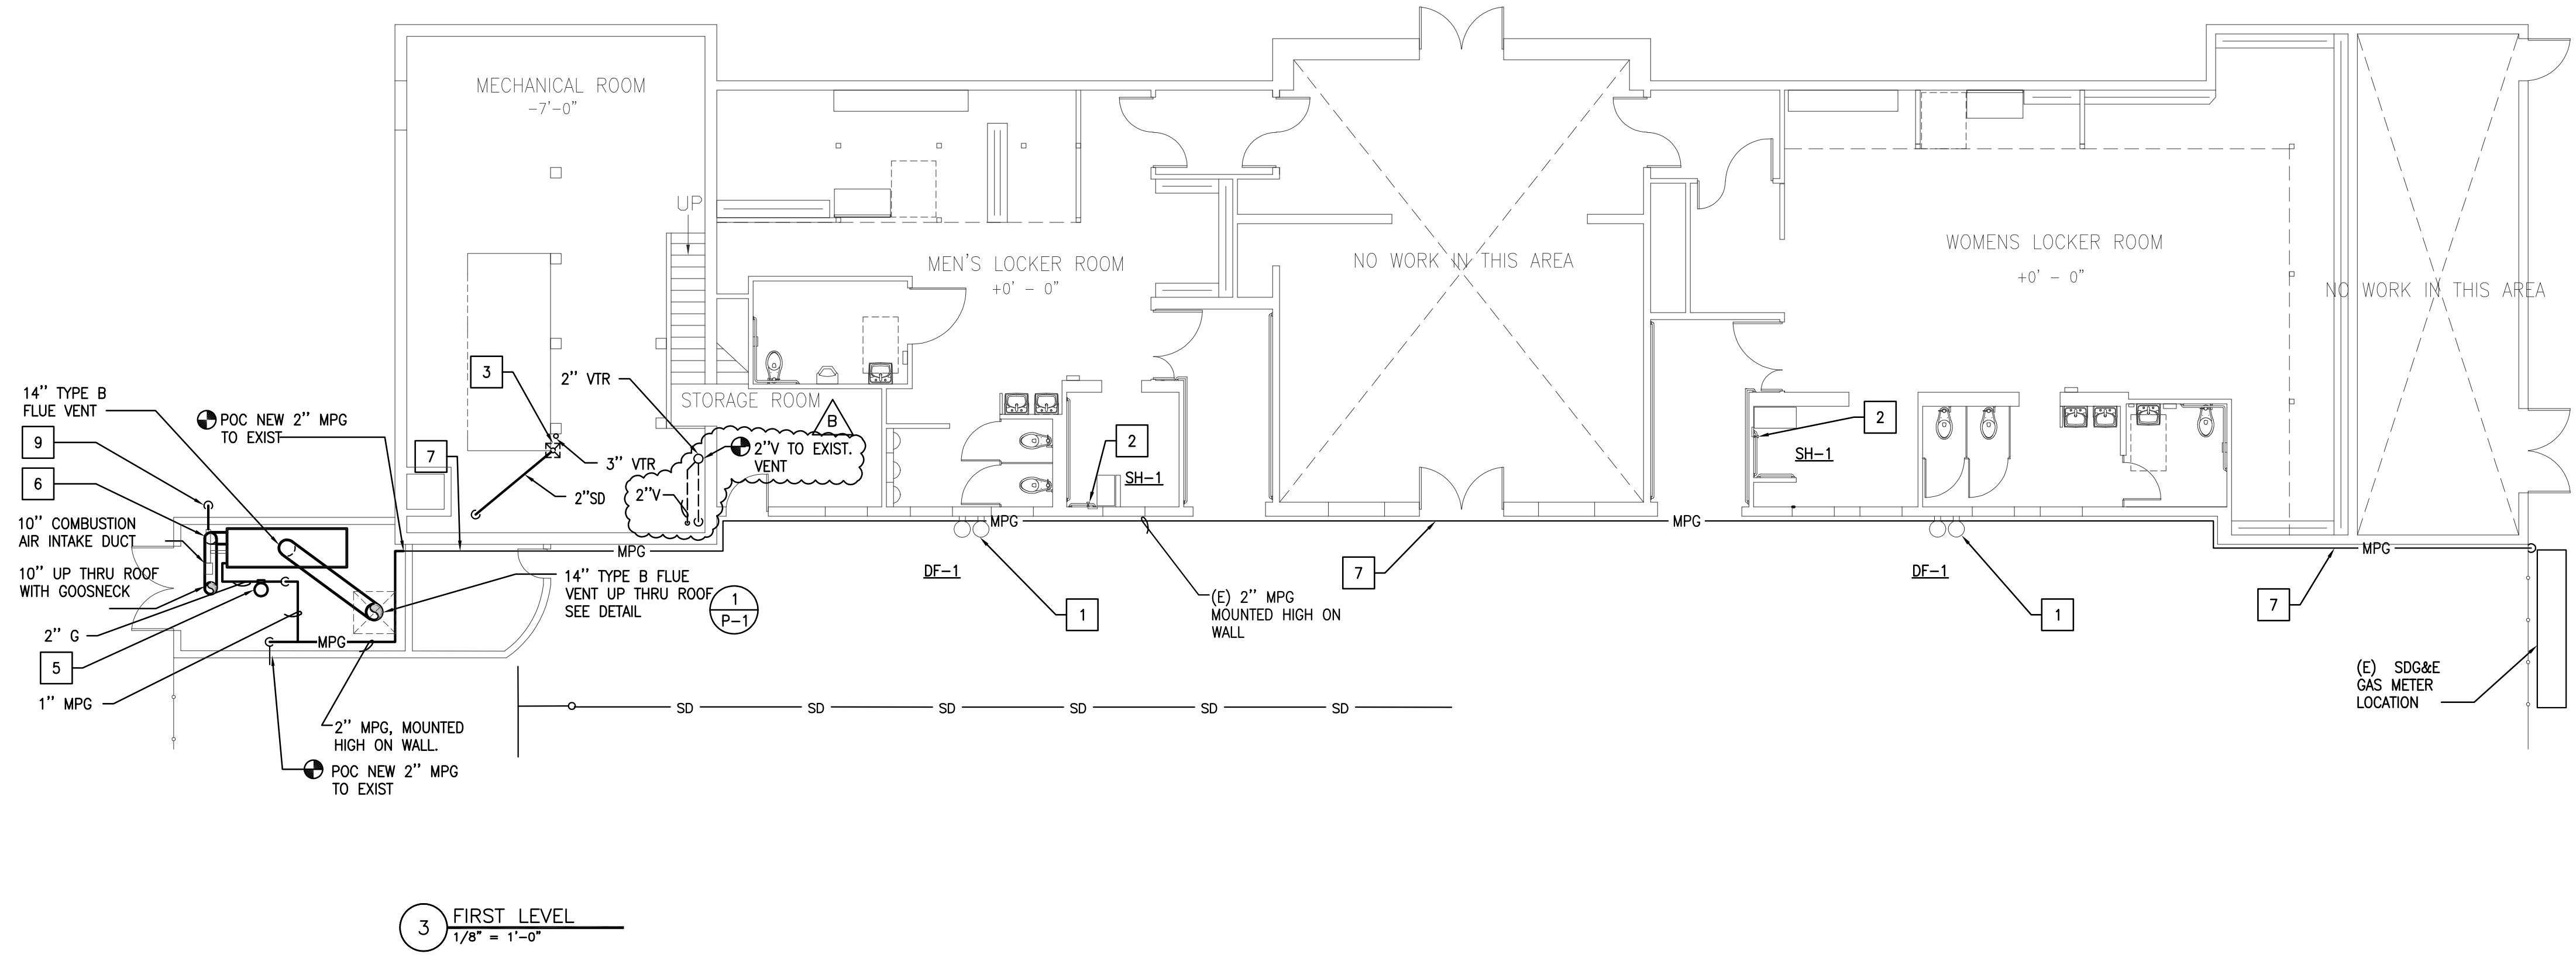 MECHANICAL ROOM
-7'-0"
UP
MEN'S LOCKER ROOM
+0' - 0"
NO WORK IN THIS AREA
WOMENS LOCKER ROOM
+0' - 0"
NO WORK IN THIS AREA
14" TYPE B
FLUE VENT
POC NEW 2" MPG
TO EXIST
9
6
10" COMBUSTION
AIR INTAKE DUCT
10" UP THRU ROOF
WITH GOOSNECK
2" G
5
1" MPG
7
3
2" VTR
STORAGE ROOM
B
3" VTR
2"V TO EXIST.
VENT
2"SD
2"V
2
SH-1
2
SH-1
MPG
MPG
MPG
MPG
MPG
14" TYPE B FLUE
VENT UP THRU ROOF
SEE DETAIL
1
P-1
DF-1
1
(E) 2" MPG
MOUNTED HIGH ON
WALL
7
DF-1
1
7
2" MPG, MOUNTED
HIGH ON WALL.
POC NEW 2" MPG
TO EXIST
SD SD SD SD SD SD
(E) SDG&E
GAS METER
LOCATION
3
FIRST LEVEL
1/8" = 1'-0"